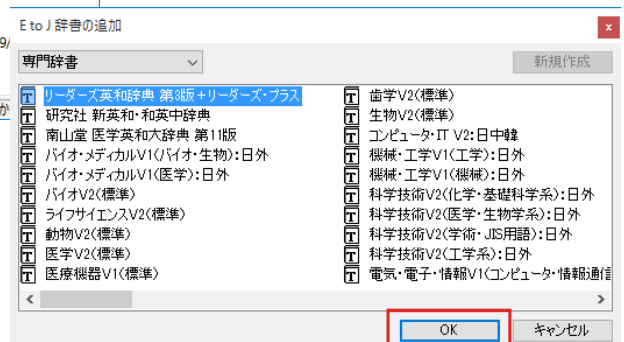 E to J 辞書の追加
x
9/
専門辞書
新規作成
か
リーダーズ英和辞典 第3版+リーダーズ・プラス
研究社 新英和・和英中辞典
南山堂 医学英和大辞典 第11版
バイオ・メディカルV1(バイオ・生物):日外
バイオ・メディカルV1(医学):日外
バイオV2(標準)
ライフサイエンスV2(標準)
動物V2(標準)
医学V2(標準)
医療機器V1(標準)
歯学V2(標準)
生物V2(標準)
コンピュータ・IT V2:日中韓
機械・工学V1(工学):日外
機械・工学V1(機械):日外
科学技術V2(化学・基礎科学系):日外
科学技術V2(医学・生物学系):日外
科学技術V2(学術・JIS用語):日外
科学技術V2(工学系):日外
電気・電子・情報V1(コンピュータ・情報通信
OK
キャンセル